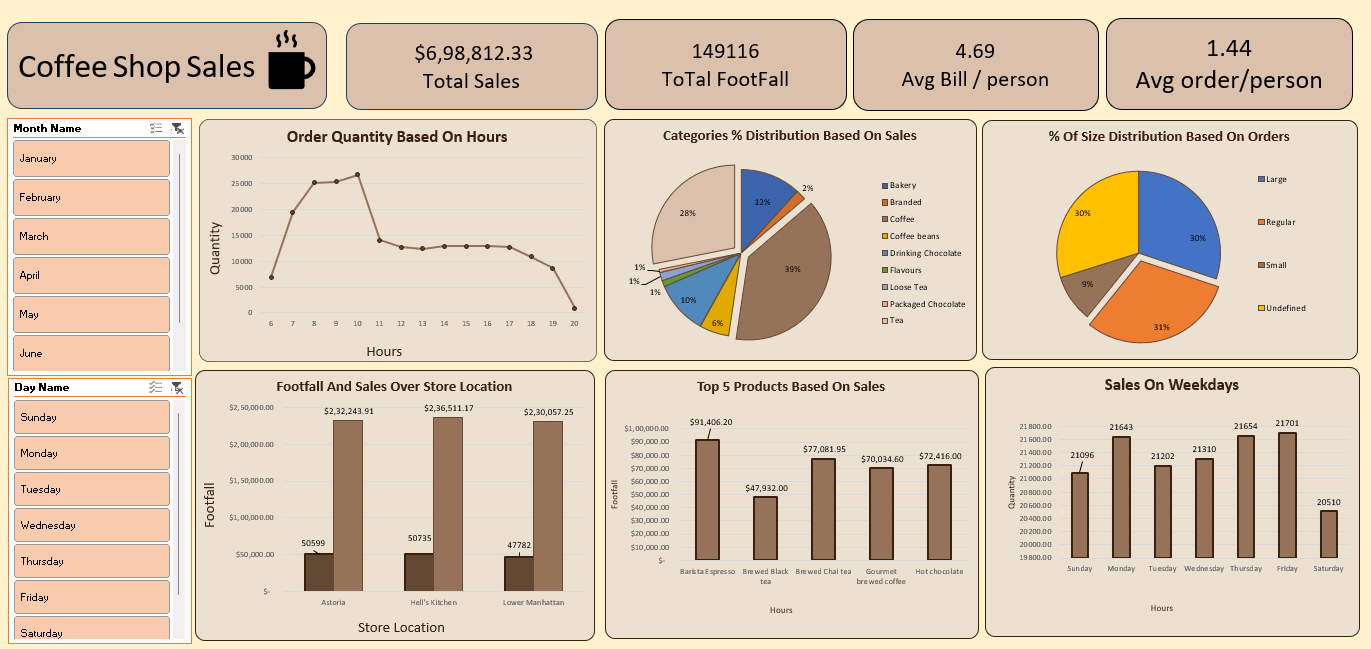 Coffee Shop Sales
$6,98,812.33
Total Sales
149116
ToTal FootFall
4.69
Avg Bill / person
1.44
Avg order/person
Month Name
January
February
March
April
May
June
Day Name
Sunday
Monday
Tuesday
Wednesday
Thursday
Friday
Saturday
Order Quantity Based On Hours
Quantity
30000
25000
20000
15000
10000
5000
0
6 7 8 9 10 11 12 13 14 15 16 17 18 19 20
Hours
Categories % Distribution Based On Sales
12%
2%
39%
6%
10%
1%
1%
1%
28%
Bakery
Branded
Coffee
Coffee beans
Drinking Chocolate
Flavours
Loose Tea
Packaged Chocolate
Tea
% Of Size Distribution Based On Orders
30%
31%
9%
30%
Large
Regular
Small
Undefined
Footfall And Sales Over Store Location
Footfall
$2,50,000.00
$2,00,000.00
$1,50,000.00
$1,00,000.00
$50,000.00
$-
50599
$2,32,243.91
50735
$2,36,511.17
47782
$2,30,057.25
Astoria
Hell's Kitchen
Lower Manhattan
Store Location
Top 5 Products Based On Sales
Footfall
$1,00,000.00
$90,000.00
$80,000.00
$70,000.00
$60,000.00
$50,000.00
$40,000.00
$30,000.00
$20,000.00
$10,000.00
$-
$91,406.20
$47,932.00
$77,081.95
$70,034.60
$72,416.00
Barista Espresso
Brewed Black
tea
Brewed Chai tea
Gourmet
brewed coffee
Hot chocolate
Hours
Sales On Weekdays
Quantity
21800.00
21600.00
21400.00
21200.00
21000.00
20800.00
20600.00
20400.00
20200.00
20000.00
19800.00
21096
21643
21202
21310
21654
21701
20510
Sunday
Monday
Tuesday
Wednesday
Thursday
Friday
Saturday
Hours